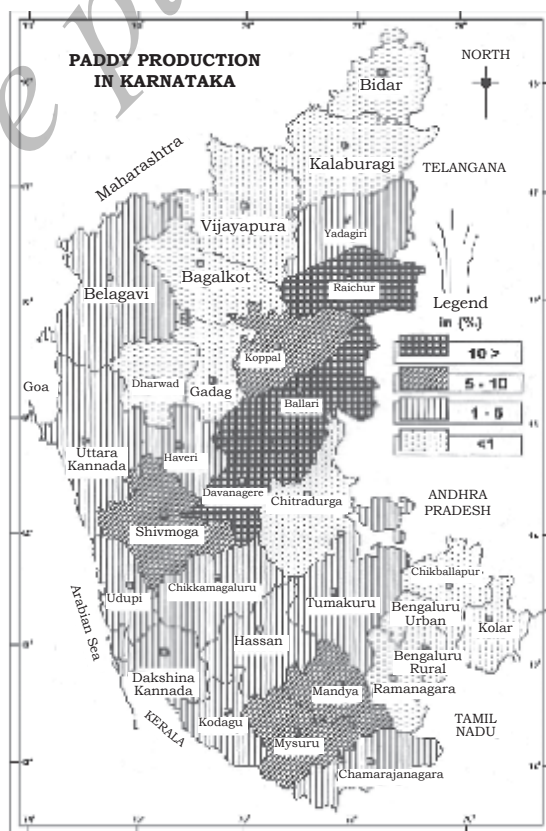 PADDY PRODUCTION
IN KARNATAKA
NORTH
Bidar
Kalaburagi
TELANGANA
Maharashtra
Vijayapura
Yadagiri
Bagalkot
Belagavi
Raichur
Legend
in (%)
10 >
5 - 10
1 - 5
<1
Koppal
Goa
Dharwad
Gadag
Ballari
Uttara
Kannada
Haveri
Davanagere
Chitradurga
ANDHRA
PRADESH
Shivmoga
Chikballapur
Udupi
Chikkamagaluru
Tumakuru
Bengaluru
Urban
Kolar
Arabian Sea
Hassan
Bengaluru
Rural
Dakshina
Kannada
Mandya
Ramanagara
KERALA
Kodagu
TAMIL
NADU
Mysuru
Chamarajanagara